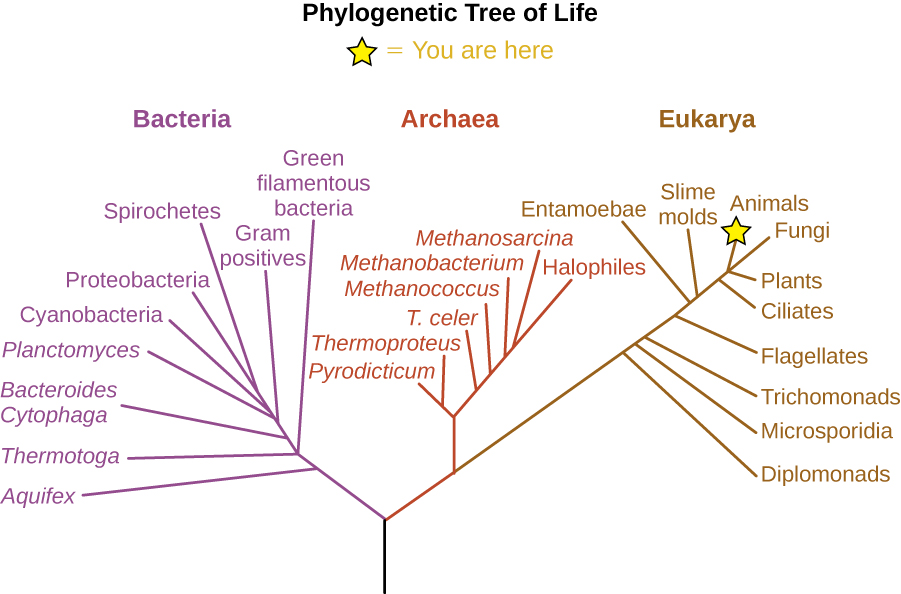 Phylogenetic Tree of Life
= You are here
Bacteria
Archaea
Eukarya
Green
filamentous
bacteria
Spirochetes
Gram
positives
Proteobacteria
Cyanobacteria
Planctomyces
Bacteroides
Cytophaga
Thermotoga
Aquifex
Methanosarcina
Methanobacterium
Halophiles
Methanococcus
T. celer
Thermoproteus
Pyrodicticum
Entamoebae
Slime
molds
Animals
Fungi
Plants
Ciliates
Flagellates
Trichomonads
Microsporidia
Diplomonads